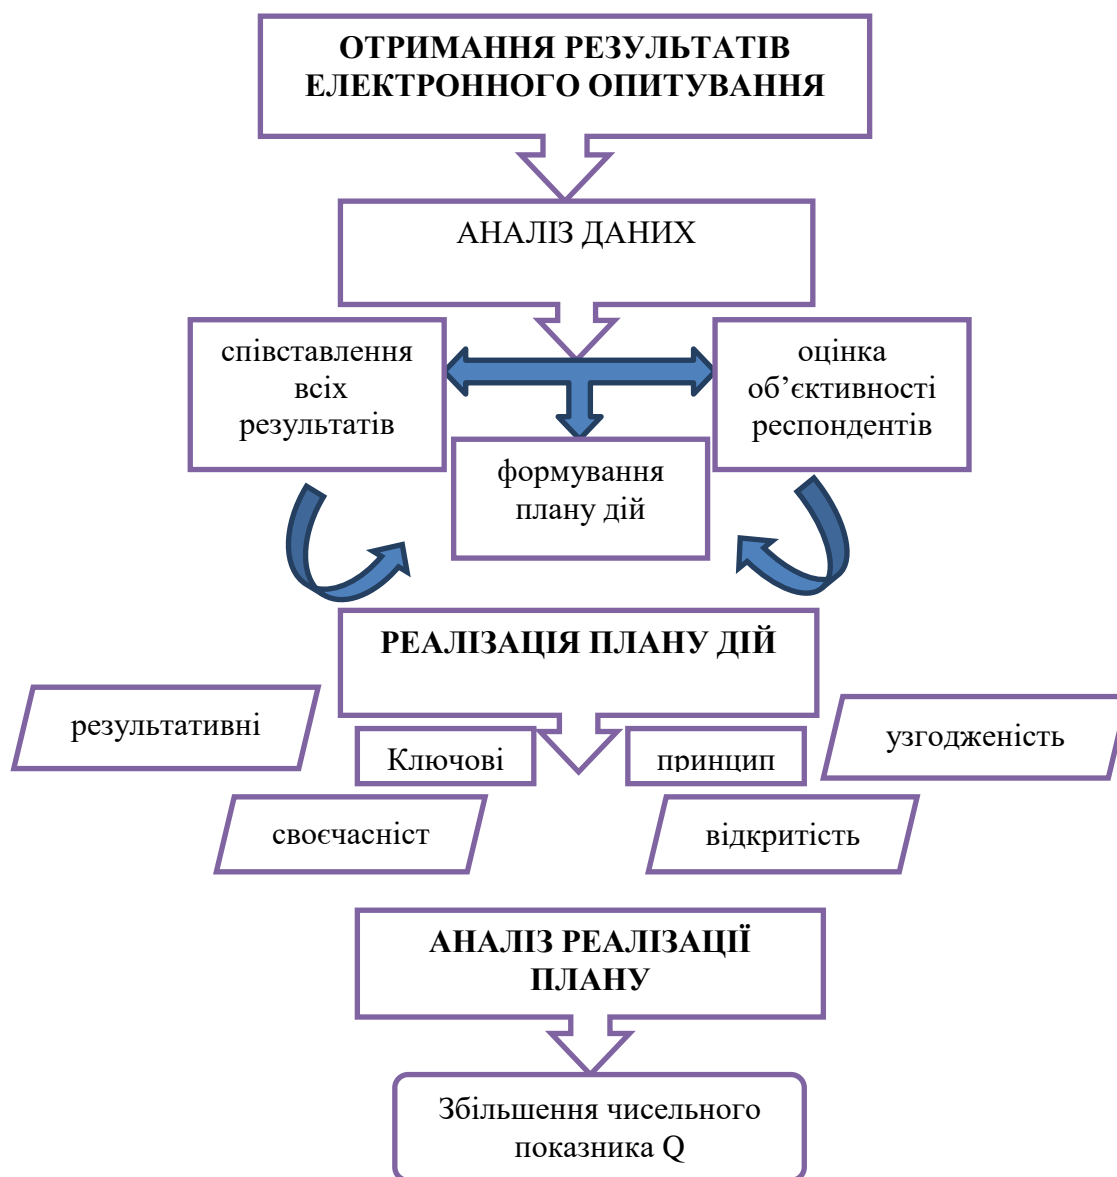 ОТРИМАННЯ РЕЗУЛЬТАТІВ
ЕЛЕКТРОННОГО ОПИТУВАННЯ
АНАЛІЗ ДАНИХ
співставлення
всіх
результатів
оцінка
об’єктивності
респондентів
формування
плану дій
РЕАЛІЗАЦІЯ ПЛАНУ ДІЙ
результативні
узгодженість
Ключові
принцип
своєчасніст
відкритість
АНАЛІЗ РЕАЛІЗАЦІЇ
ПЛАНУ
Збільшення чисельного
показника Q